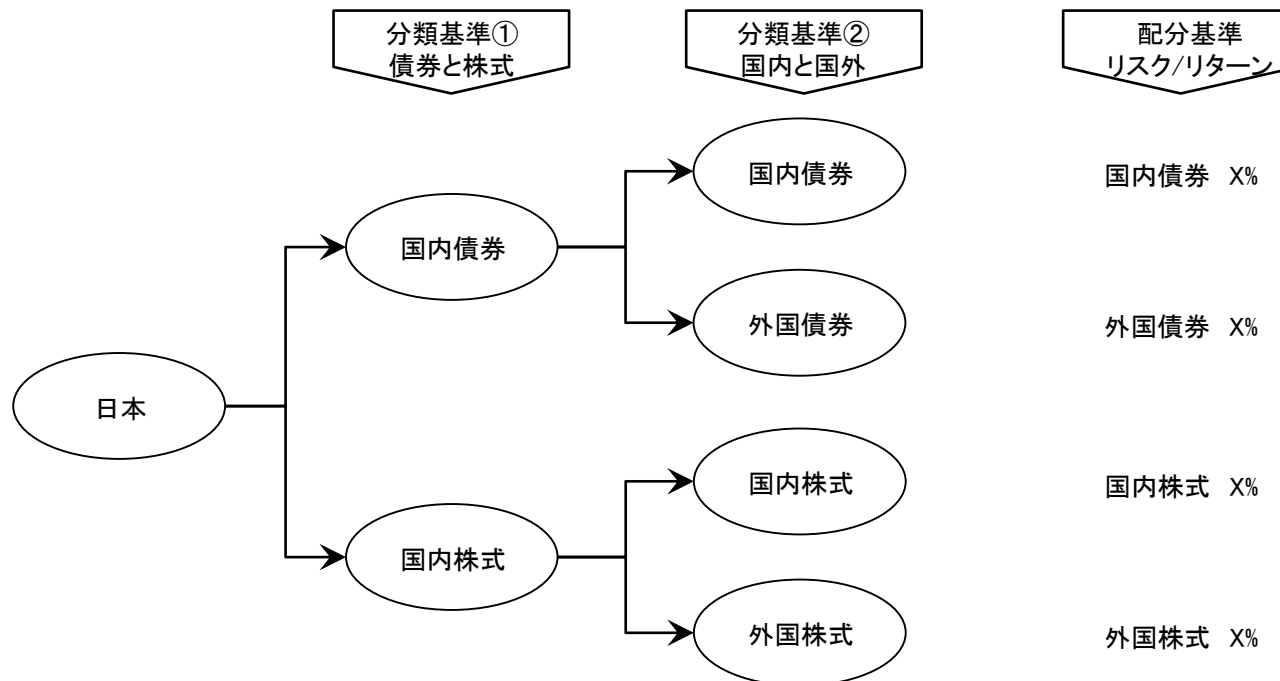 分類基準①
債券と株式
分類基準②
国内と国外
配分基準
リスク/リターン
国内債券
国内債券 X%
国内債券
外国債券
外国債券 X%
日本
国内株式
国内株式 X%
国内株式
外国株式
外国株式 X%